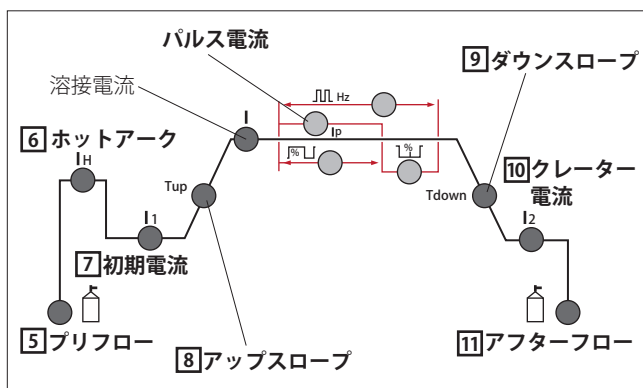 パルス電流
溶接電流
9 ダウンスロープ
Hz
I
Ip
6 ホットアーク
IH
%
%
10 クレーター
電流
Tup
Tdown
I1
I2
7 初期電流
5 プリフロー
8 アップスロープ
11 アフターフロー